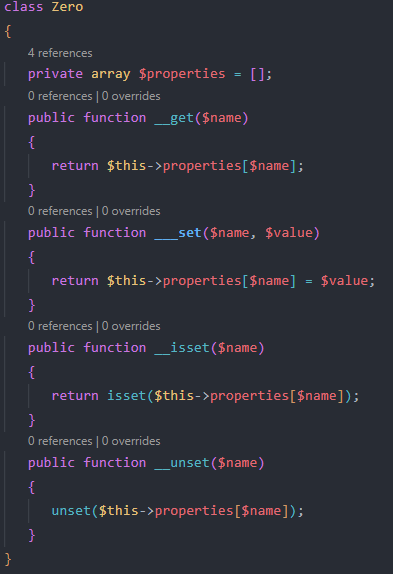 class Zero
{
4 references
private array $properties = [];
0 references | 0 overrides
public function __get($name)
{
return $this->properties[$name];
}
0 references | 0 overrides
public function ___set($name, $value)
{
return $this->properties[$name] = $value;
}
0 references | 0 overrides
public function __isset($name)
{
return isset($this->properties[$name]);
}
0 references | 0 overrides
public function __unset($name)
{
unset($this->properties[$name]);
}
}